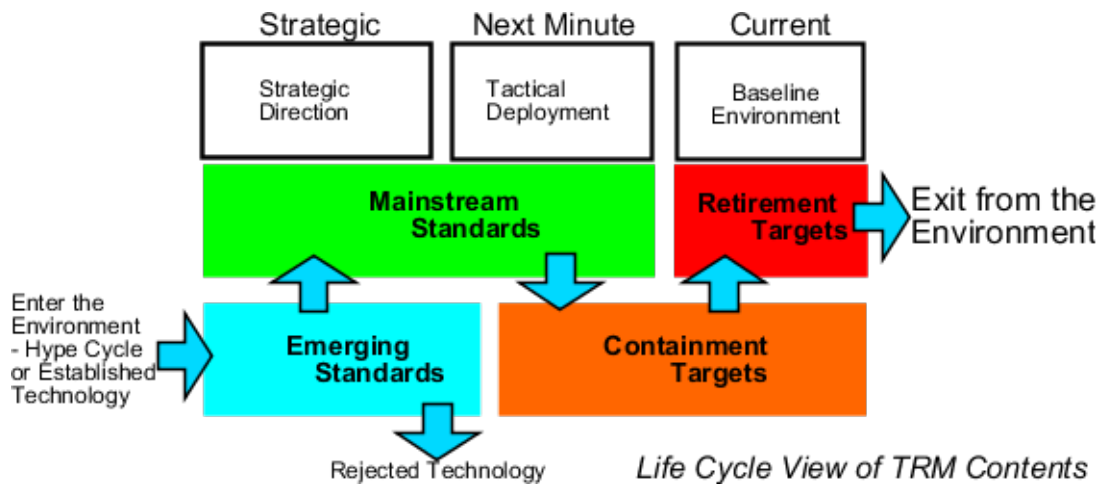 Strategic
Next Minute
Current
Strategic
Direction
Tactical
Deployment
Baseline
Environment
Mainstream
Standards
Retirement
Targets
Exit from the
Environment
Enter the
Environment
- Hype Cycle
or Established
Technology
Emerging
Standards
Containment
Targets
Rejected Technology
Life Cycle View of TRM Contents